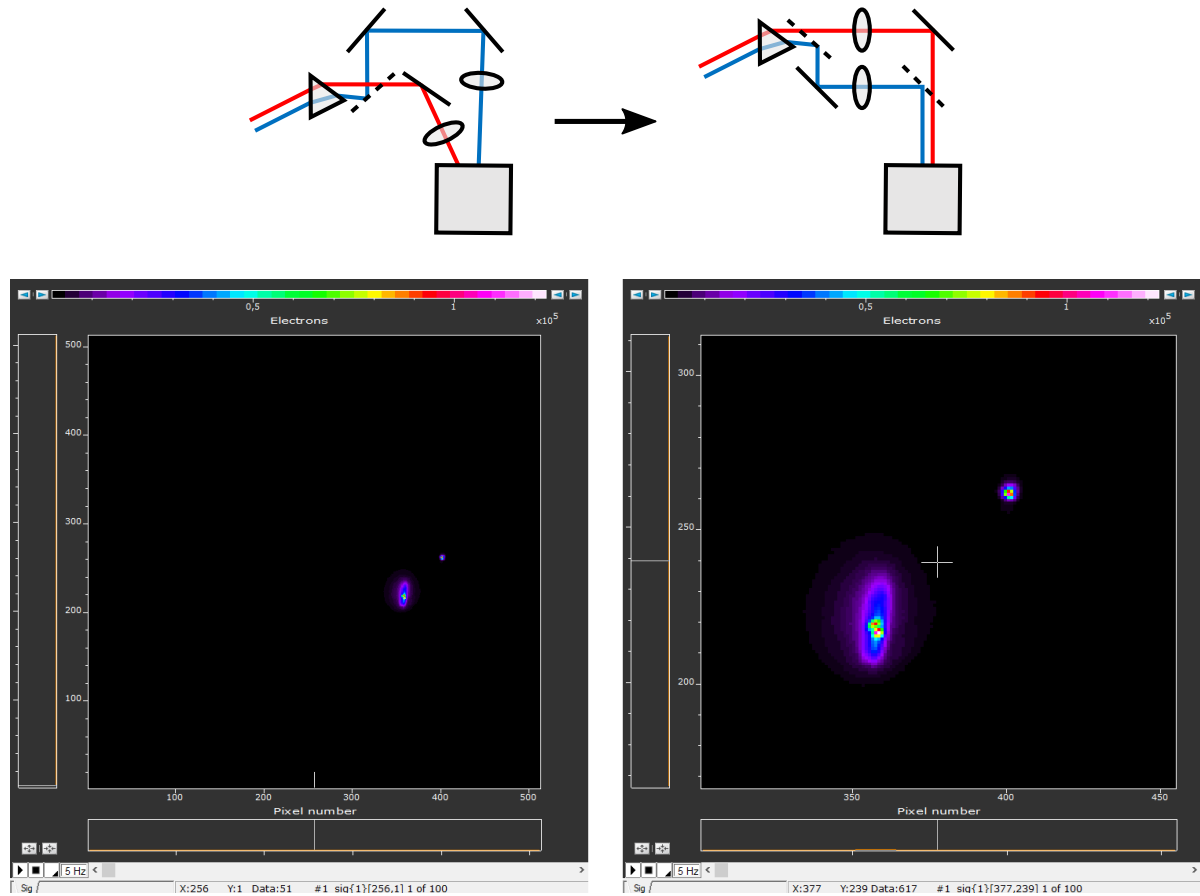 0,5 1
Electrons x10^5
500
400
300
200
100
100 200 300 400 500
Pixel number
5 Hz
Sig X:256 Y:1 Data:51 #1 sig{1}[256,1] 1 of 100
0,5 1
Electrons x10^5
300
250
200
350 400 450
Pixel number
5 Hz
Sig X:377 Y:239 Data:617 #1 sig{1}[377,239] 1 of 100